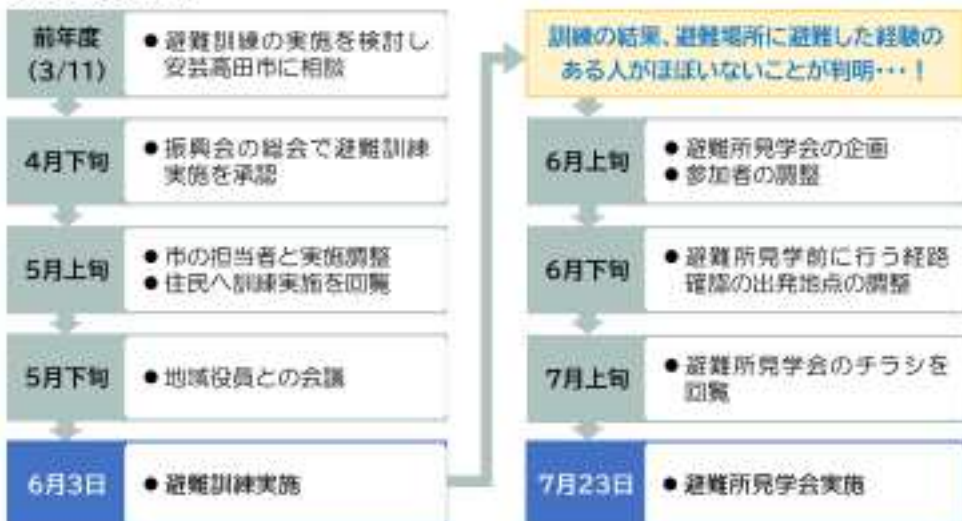 前年度
(3/11)
●避難訓練の実施を検討し
安芸高田市に相談
4月下旬
●振興会の総会で避難訓練
実施を承認
5月上旬
●市の担当者と実施調整
●住民へ訓練実施を回覧
5月下旬
●地域役員との会議
6月3日
●避難訓練実施
訓練の結果、避難場所に避難した経験の
ある人がほぼいないことが判明・・・!
6月上旬
●避難所見学会の企画
●参加者の調整
6月下旬
●避難所見学前に行う経路
確認の出発地点の調整
7月上旬
●避難所見学会のチラシを
回覧
7月23日
●避難所見学会実施